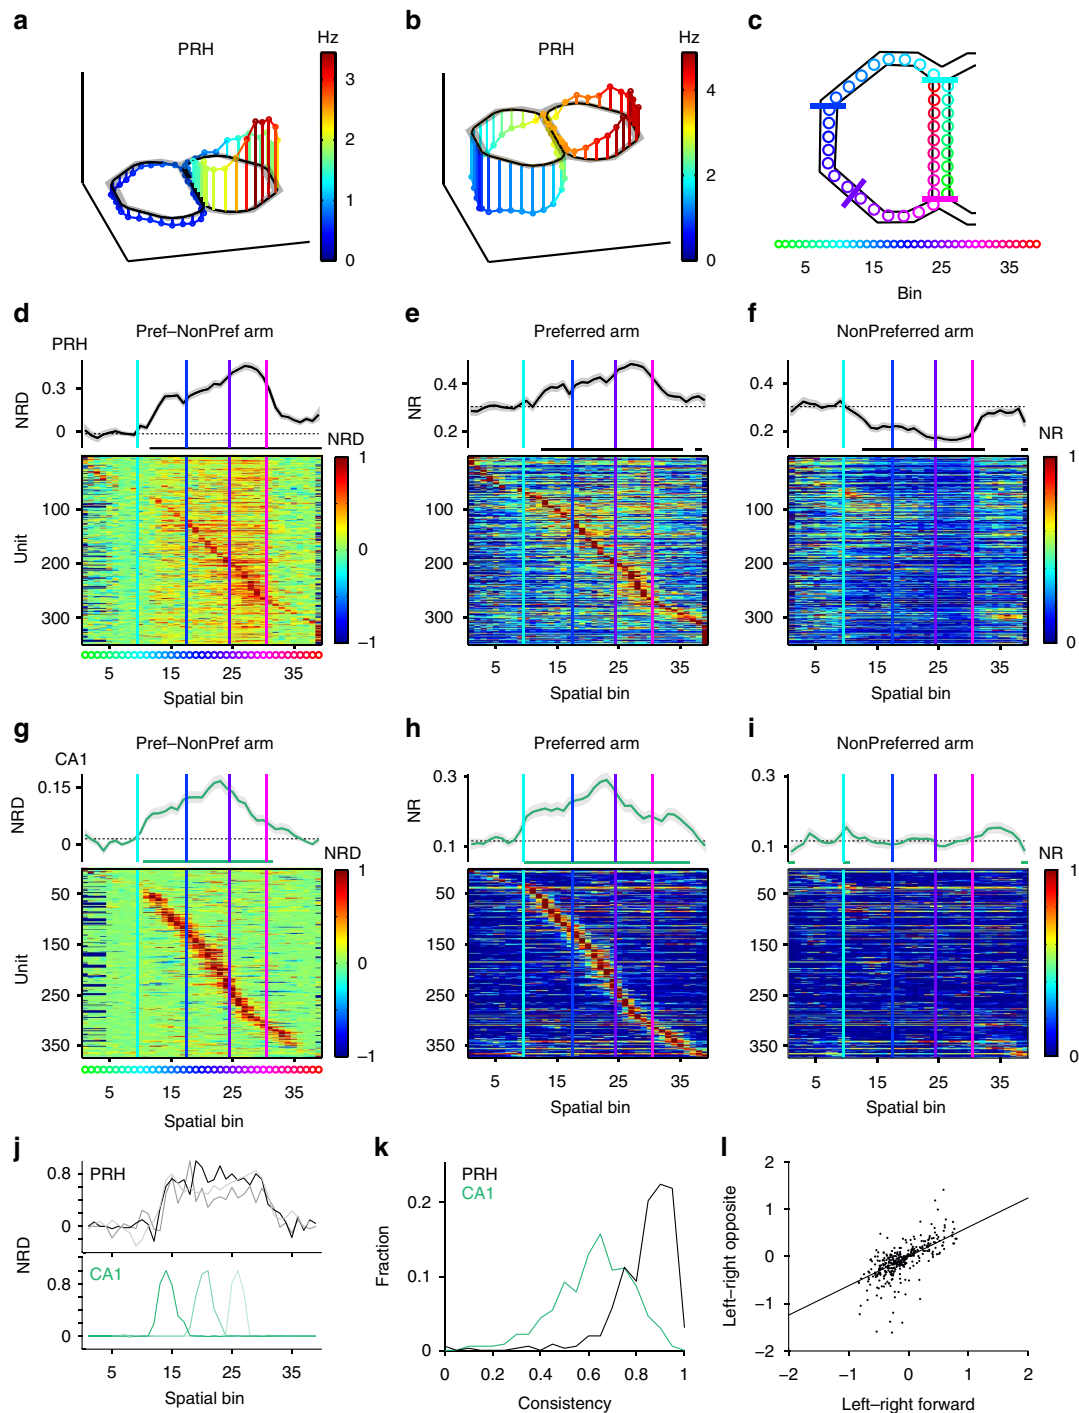 a
PRH
Hz
3
2
1
0
b
PRH
Hz
4
2
0
c
5 15 25 35
Bin
d
Pref–NonPref arm
PRH
NRD
0.3
0
NRD
1
0
−1
Unit
100
200
300
5 15 25 35
Spatial bin
e
Preferred arm
NR
0.4
0.2
100
200
300
5 15 25 35
Spatial bin
f
NonPreferred arm
0.4
0.2
NR
1
0
100
200
300
5 15 25 35
Spatial bin
g
Pref–NonPref arm
CA1
NRD
0.15
0
NRD
1
0
−1
Unit
50
150
250
350
5 15 25 35
Spatial bin
h
Preferred arm
NR
0.3
0.1
50
150
250
350
5 15 25 35
Spatial bin
i
NonPreferred arm
0.3
0.1
NR
1
0
50
150
250
350
5 15 25 35
Spatial bin
j
PRH
0.8
0
NRD
CA1
0.8
0
5 15 25 35
Spatial bin
k
PRH
CA1
Fraction
0.2
0.1
0
0 0.2 0.4 0.6 0.8 1
Consistency
l
Left–right opposite
2
1
0
−1
−2
−2 −1 0 1 2
Left–right forward